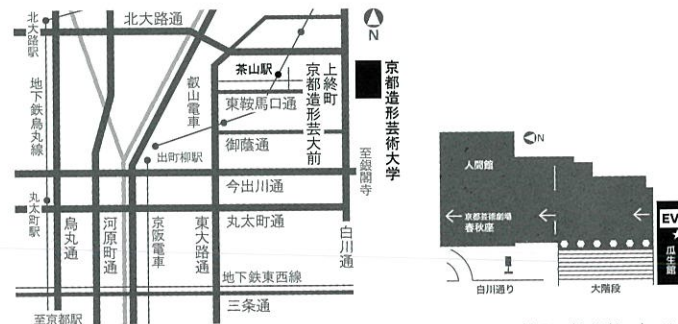 北大路駅
北大路通
N
地下鉄烏丸線
叡山電車
茶山駅
上終町
京都造形芸大前
京都造形芸術大学
東鞍馬口通
御蔭通
出町柳駅
至銀閣寺
今出川通
丸太町駅
丸太町通
烏丸通
河原町通
京阪電車
東大路通
白川通
地下鉄東西線
三条通
至京都駅
N
人間館
京都芸術劇場
春秋座
EV
瓜生館
白川通り
大階段